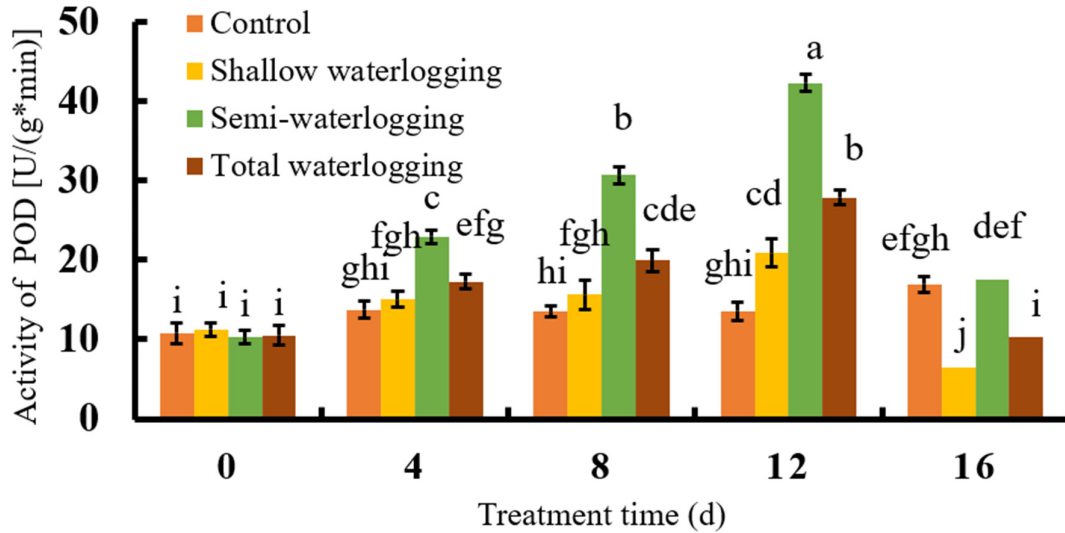 Activity of POD [U/(g*min)]
50
40
30
20
10
0
Control
Shallow waterlogging
Semi-waterlogging
Total waterlogging
i i i i
ghi fgh c efg
hi fgh b cde
ghi cd a b
efgh j def i
0 4 8 12 16
Treatment time (d)